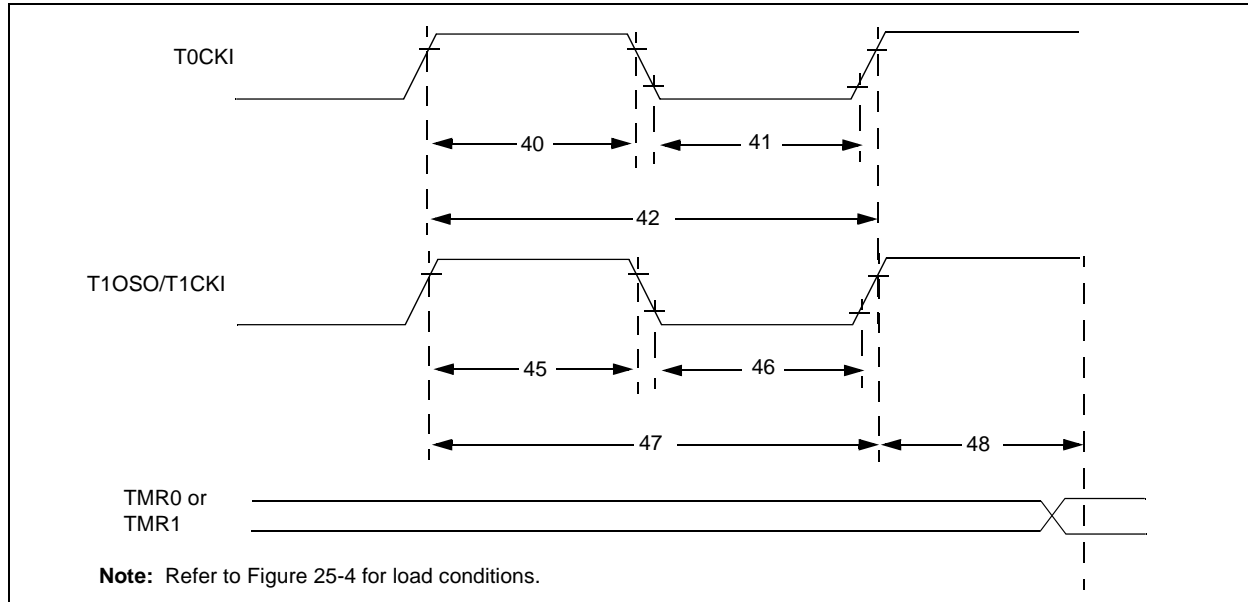 T0CKI
40
41
42
T1OSO/T1CKI
45
46
47
48
TMR0 or
TMR1
Note: Refer to Figure 25-4 for load conditions.